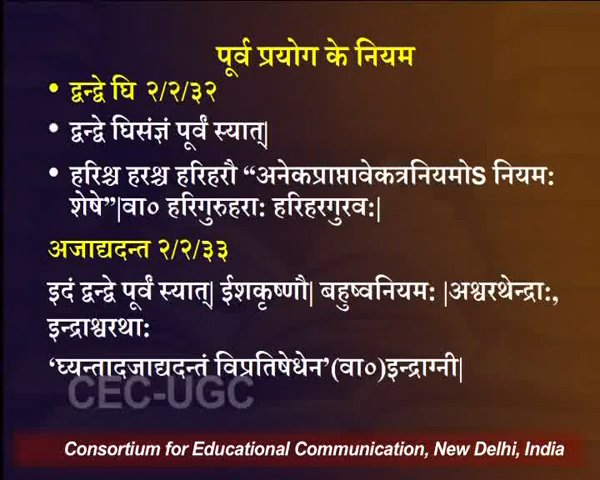 पूर्व प्रयोग के नियम
• द्वन्द्वे घि २/२/३२
• द्वन्द्वे घिसंज्ञं पूर्वं स्यात्|
• हरिश्च हरश्च हरिहरौ “अनेकप्राप्तावेकत्रनियमोS नियम:
शेषे”|वा० हरिगुरुहरा: हरिहरगुरव:|
अजाद्यदन्त २/२/३३
इदं द्वन्द्वे पूर्वं स्यात्| ईशकृष्णौ| बहुष्वनियम: |अश्वरथेन्द्रा:,
इन्द्राश्वरथा:
‘घ्यन्तादजाद्यदन्तं विप्रतिषेधेन’(वा०)इन्द्राग्नी|
CEC-UGC
Consortium for Educational Communication, New Delhi, India